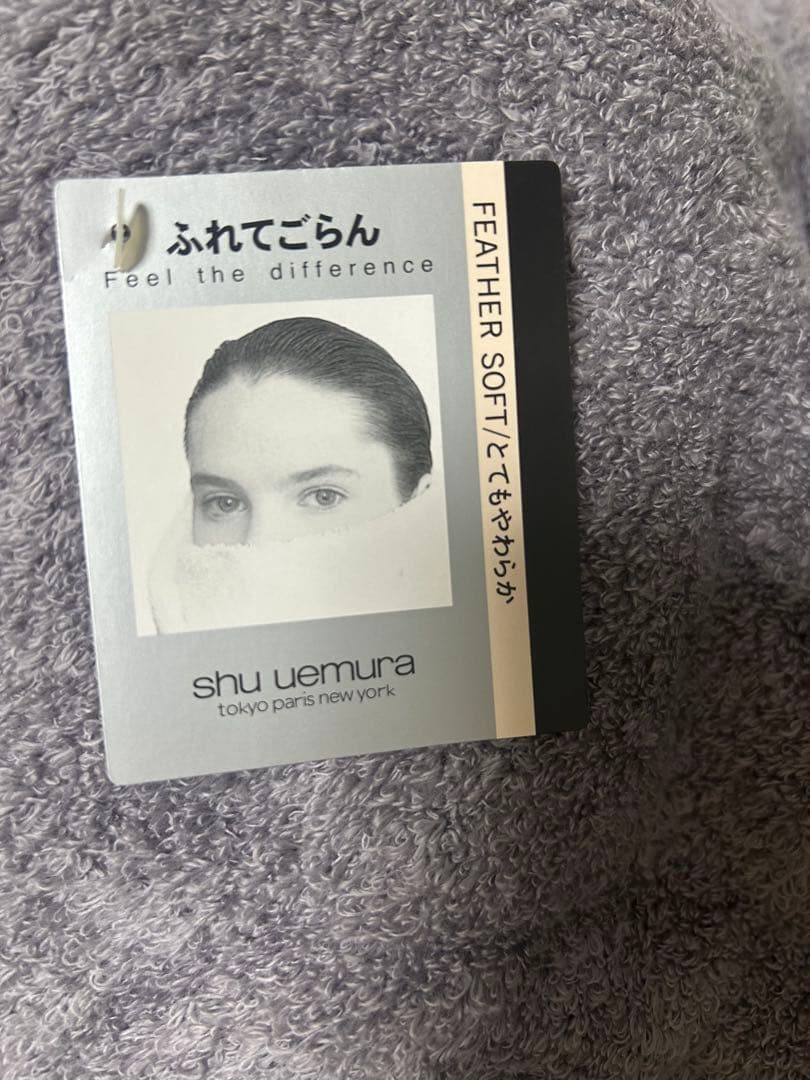 ふれてごらん
Feel the difference
FEATHER SOFT/とてもやわらか
shu uemura
tokyo paris new york